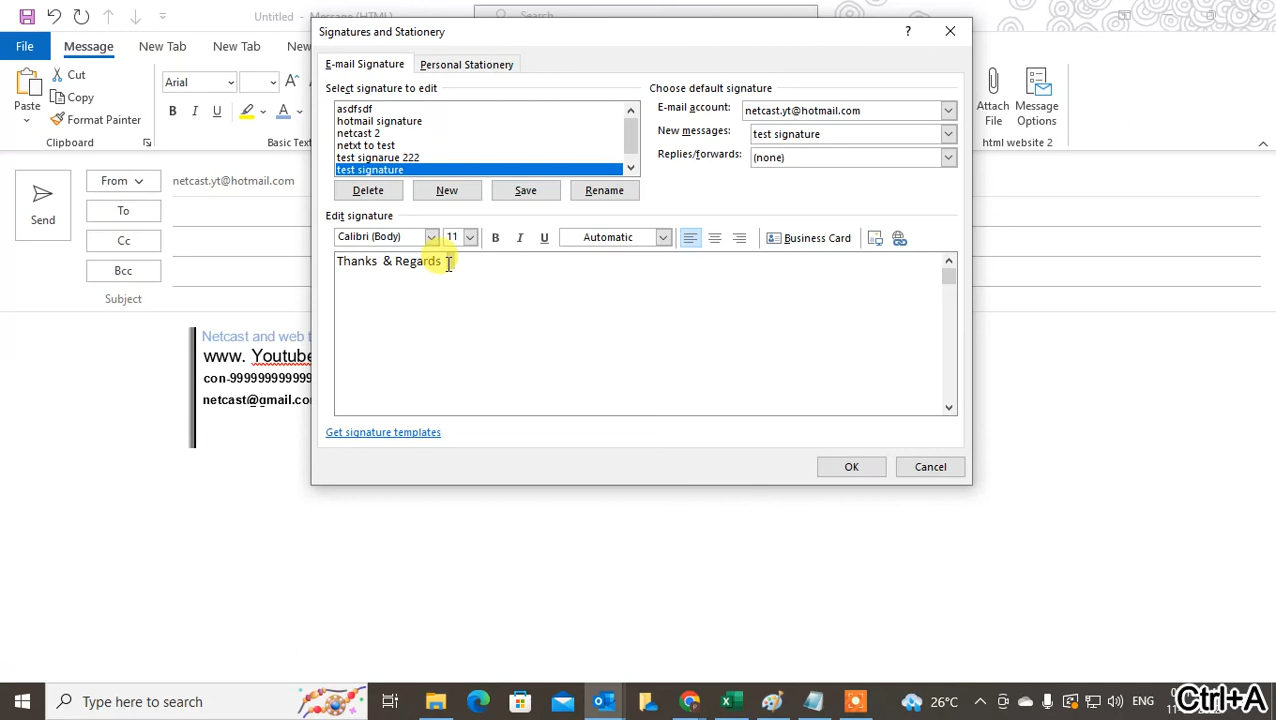 Untitled - Message (HTML)
Search
Signatures and Stationery
?
File
Message
New Tab
New Tab
New
E-mail Signature
Personal Stationery
Paste
Cut
Copy
Format Painter
Clipboard
Arial
A
B I U
A
Basic Text
Select signature to edit
asdfsdf
hotmail signature
netcast 2
netxt to test
test signarue 222
test signature
Delete
New
Save
Rename
Choose default signature
E-mail account:
netcast.yt@hotmail.com
New messages:
test signature
Replies/forwards:
(none)
Attach File
Message Options
html website 2
Edit signature
Calibri (Body)
11
B I U
Automatic
Business Card
Thanks & Regards
Get signature templates
OK
Cancel
Send
From
netcast.yt@hotmail.com
To
Cc
Bcc
Subject
Netcast and web t
www. Youtube
con-9999999999999
netcast@gmail.co
Type here to search
26°C
ENG
Ctrl+A